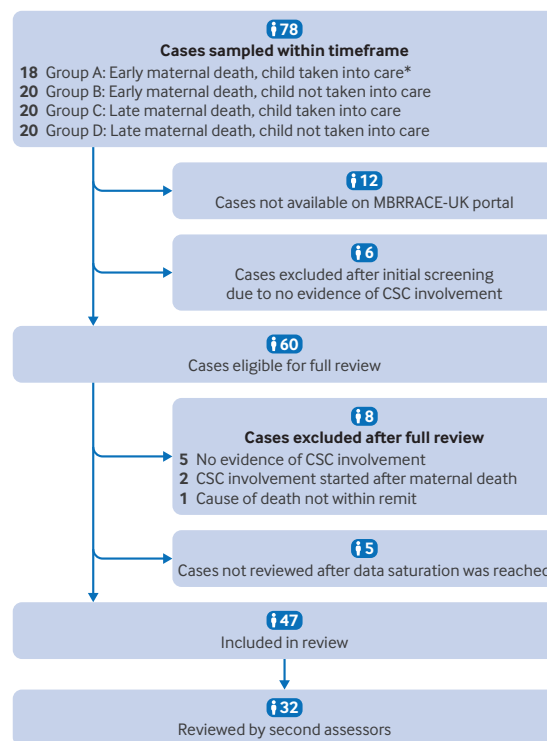 78
Cases sampled within timeframe
18 Group A: Early maternal death, child taken into care*
20 Group B: Early maternal death, child not taken into care
20 Group C: Late maternal death, child taken into care
20 Group D: Late maternal death, child not taken into care
12
Cases not available on MBRRACE-UK portal
6
Cases excluded after initial screening
due to no evidence of CSC involvement
60
Cases eligible for full review
8
Cases excluded after full review
5 No evidence of CSC involvement
2 CSC involvement started after maternal death
1 Cause of death not within remit
5
Cases not reviewed after data saturation was reached
47
Included in review
32
Reviewed by second assessors